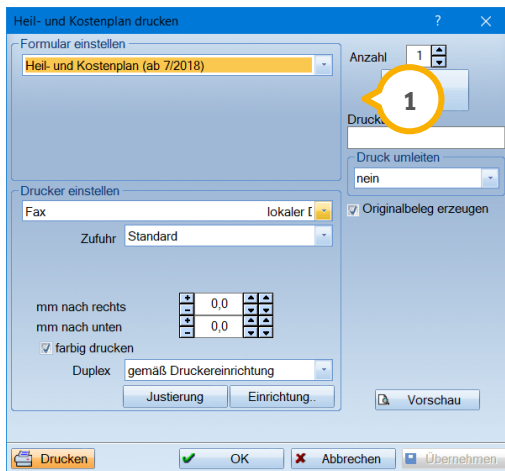 Heil- und Kostenplan drucken ?
Formular einstellen
Heil- und Kostenplan (ab 7/2018)
Anzahl 1
1
Druck umleiten
nein
Originalbeleg erzeugen
Drucker einstellen
Fax lokaler
Zufuhr Standard
mm nach rechts + - 0,0
mm nach unten + - 0,0
farbig drucken
Duplex gemäß Druckereinrichtung
Justierung Einrichtung..
Vorschau
Drucken OK Abbrechen Übernehmen